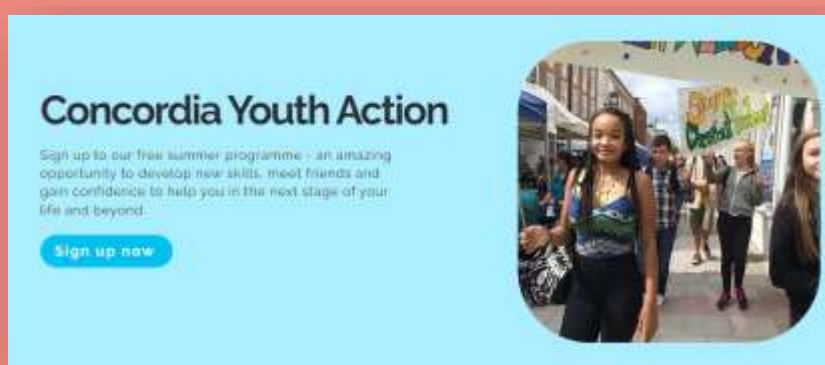 Concordia Youth Action
Sign up to our free summer programme - an amazing
opportunity to develop new skills, meet friends and
gain confidence to help you in the next stage of your
life and beyond.
Sign up now